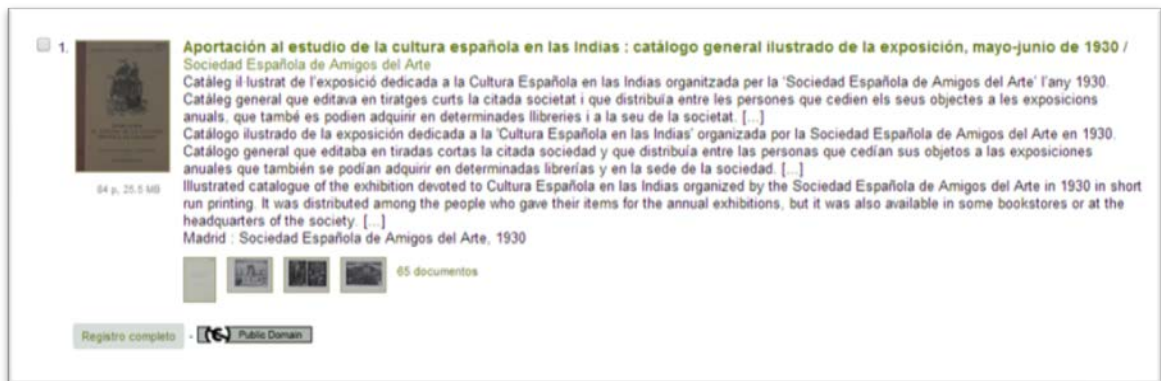 1.
Aportación al estudio de la cultura española en las Indias : catálogo general ilustrado de la exposición, mayo-junio de 1930 /
Sociedad Española de Amigos del Arte
Catáleg il·lustrat de l'exposició dedicada a la Cultura Española en las Indias organitzada per la 'Sociedad Española de Amigos del Arte' l'any 1930.
Catáleg general que editava en tiratges curts la citada societat i que distribuïa entre les persones que cedien els seus objectes a les exposicions
anuals, que també es podien adquirir en determinades llibreries i a la seu de la societat. [...]
Catálogo ilustrado de la exposición dedicada a la 'Cultura Española en las Indias' organizada por la Sociedad Española de Amigos del Arte en 1930.
Catálogo general que editaba en tiradas cortas la citada sociedad y que distribuía entre las personas que cedían sus objetos a las exposiciones
anuales que también se podían adquirir en determinadas librerías y en la sede de la sociedad. [...]
Illustrated catalogue of the exhibition devoted to Cultura Española en las Indias organized by the Sociedad Española de Amigos del Arte in 1930 in short
run printing. It was distributed among the people who gave their items for the annual exhibitions, but it was also available in some bookstores or at the
headquarters of the society. [...]
Madrid : Sociedad Española de Amigos del Arte, 1930
84 p, 25.5 MB
65 documentos
Registro completo - Public Domain